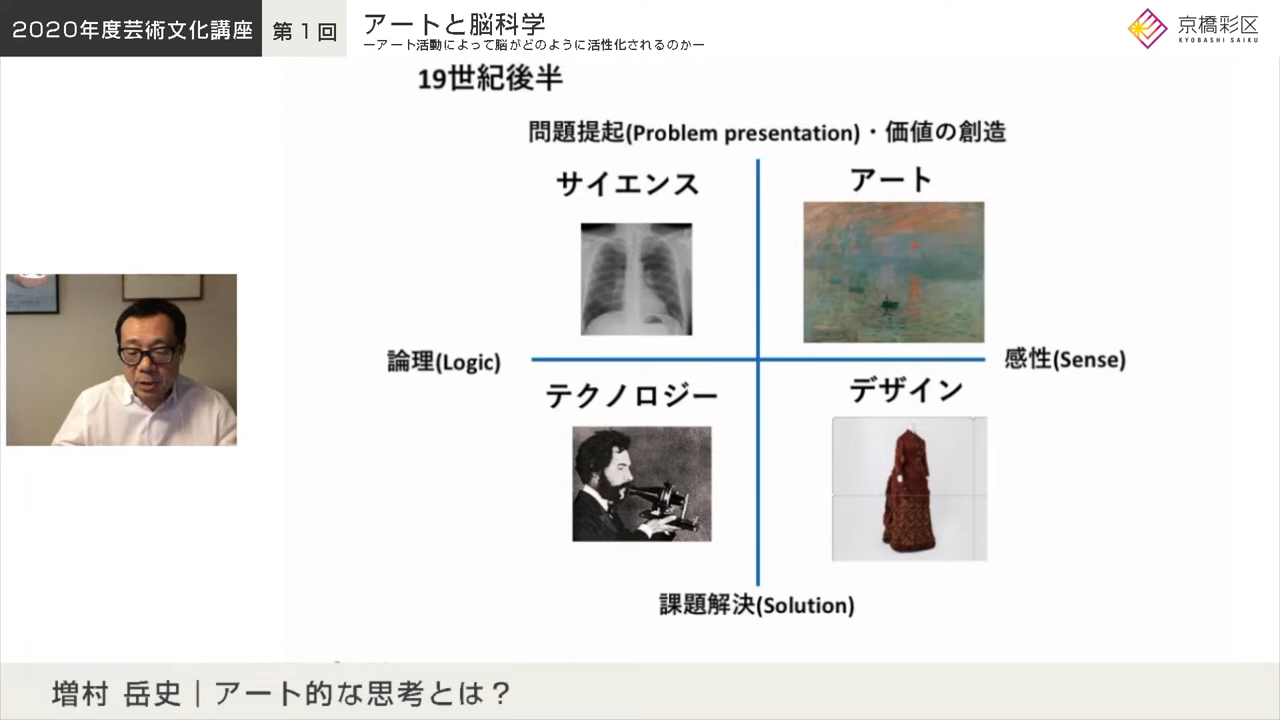 2020年度芸術文化講座
第1回
アートと脳科学
ーアート活動によって脳がどのように活性化されるのかー
京橋彩区
KYOBASHI SAIKU
19世紀後半
問題提起(Problem presentation)・価値の創造
サイエンス
アート
論理(Logic)
感性(Sense)
テクノロジー
デザイン
課題解決(Solution)
増村 岳史｜アート的な思考とは？